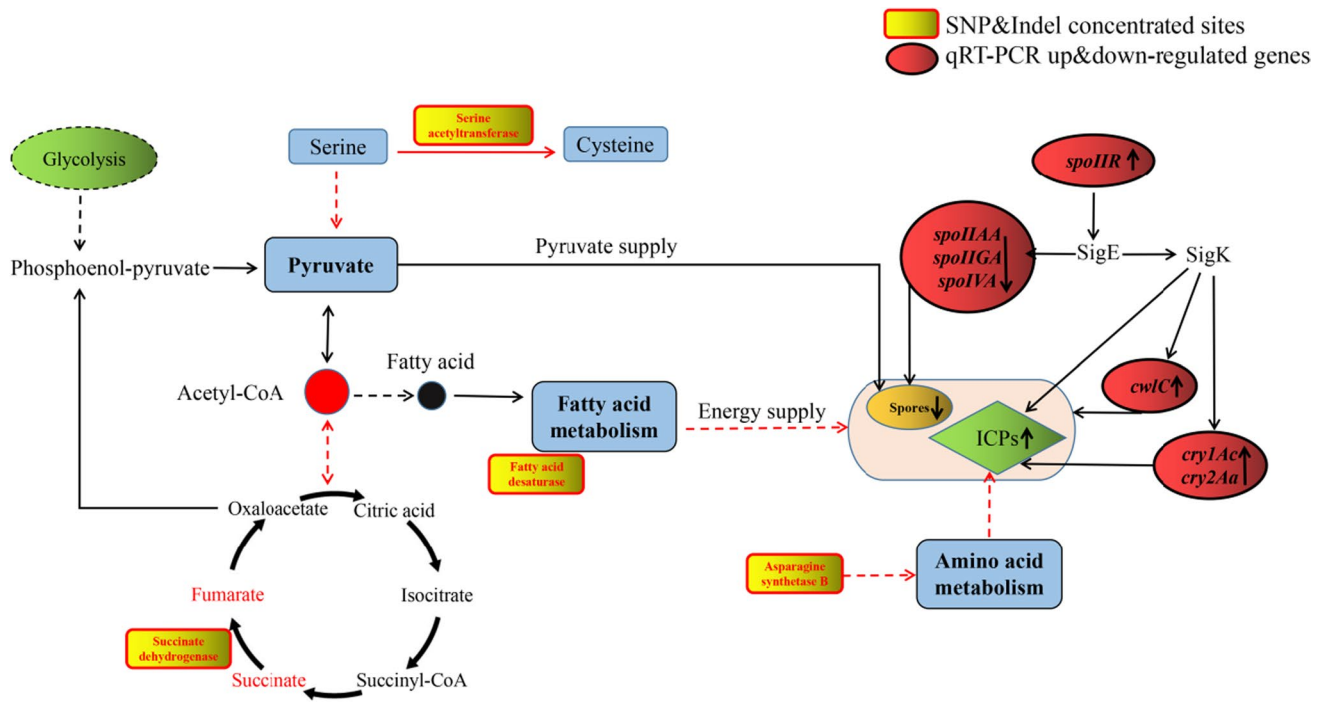 SNP&Indel concentrated sites
qRT-PCR up&down-regulated genes
Serine
acetyltransferase
Glycolysis
Serine
Cysteine
spoIIR
Pyruvate supply
spoIIAA
spoIIGA
spoIVA
SigE
SigK
Phosphoenol-pyruvate
Pyruvate
Fatty acid
Acetyl-CoA
Fatty acid
metabolism
Energy supply
Spores
ICPs
cwlC
cry1Ac
cry2Aa
Fatty acid
desaturase
Oxaloacetate
Citric acid
Asparagine
synthetase B
Amino acid
metabolism
Fumarate
Isocitrate
Succinate
dehydrogenase
Succinate
Succinyl-CoA